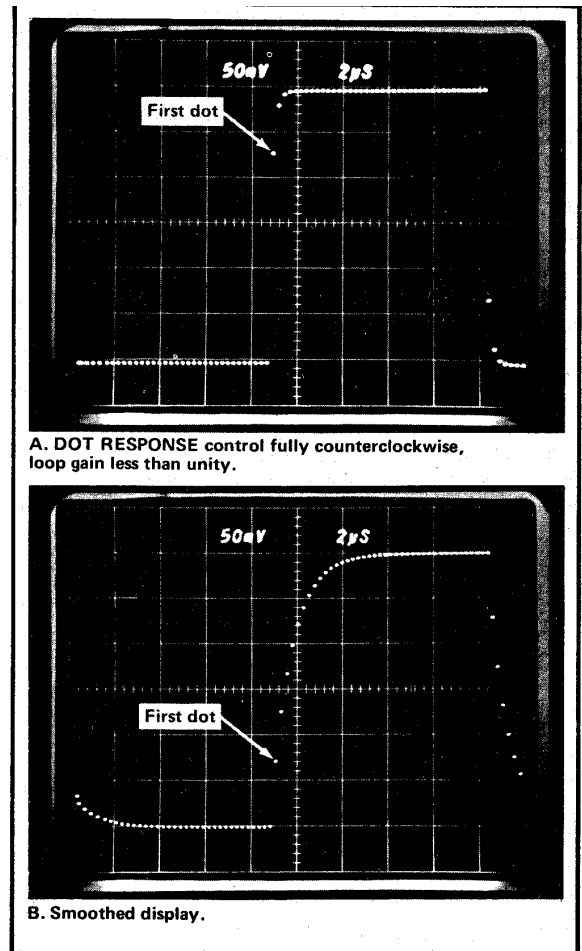 50mV 2µS
First dot
A. DOT RESPONSE control fully counterclockwise,
loop gain less than unity.
50mV 2µS
First dot
B. Smoothed display.